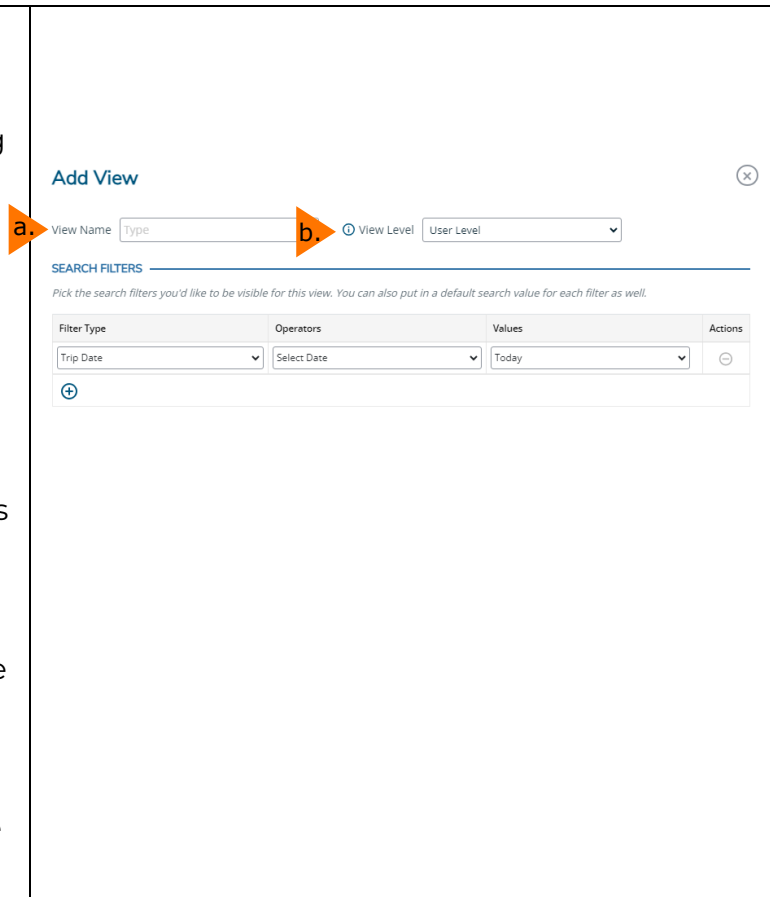 Add View
a. View Name Type b. View Level User Level
SEARCH FILTERS
Pick the search filters you'd like to be visible for this view. You can also put in a default search value for each filter as well.
Filter Type Operators Values Actions
Trip Date Select Date Today